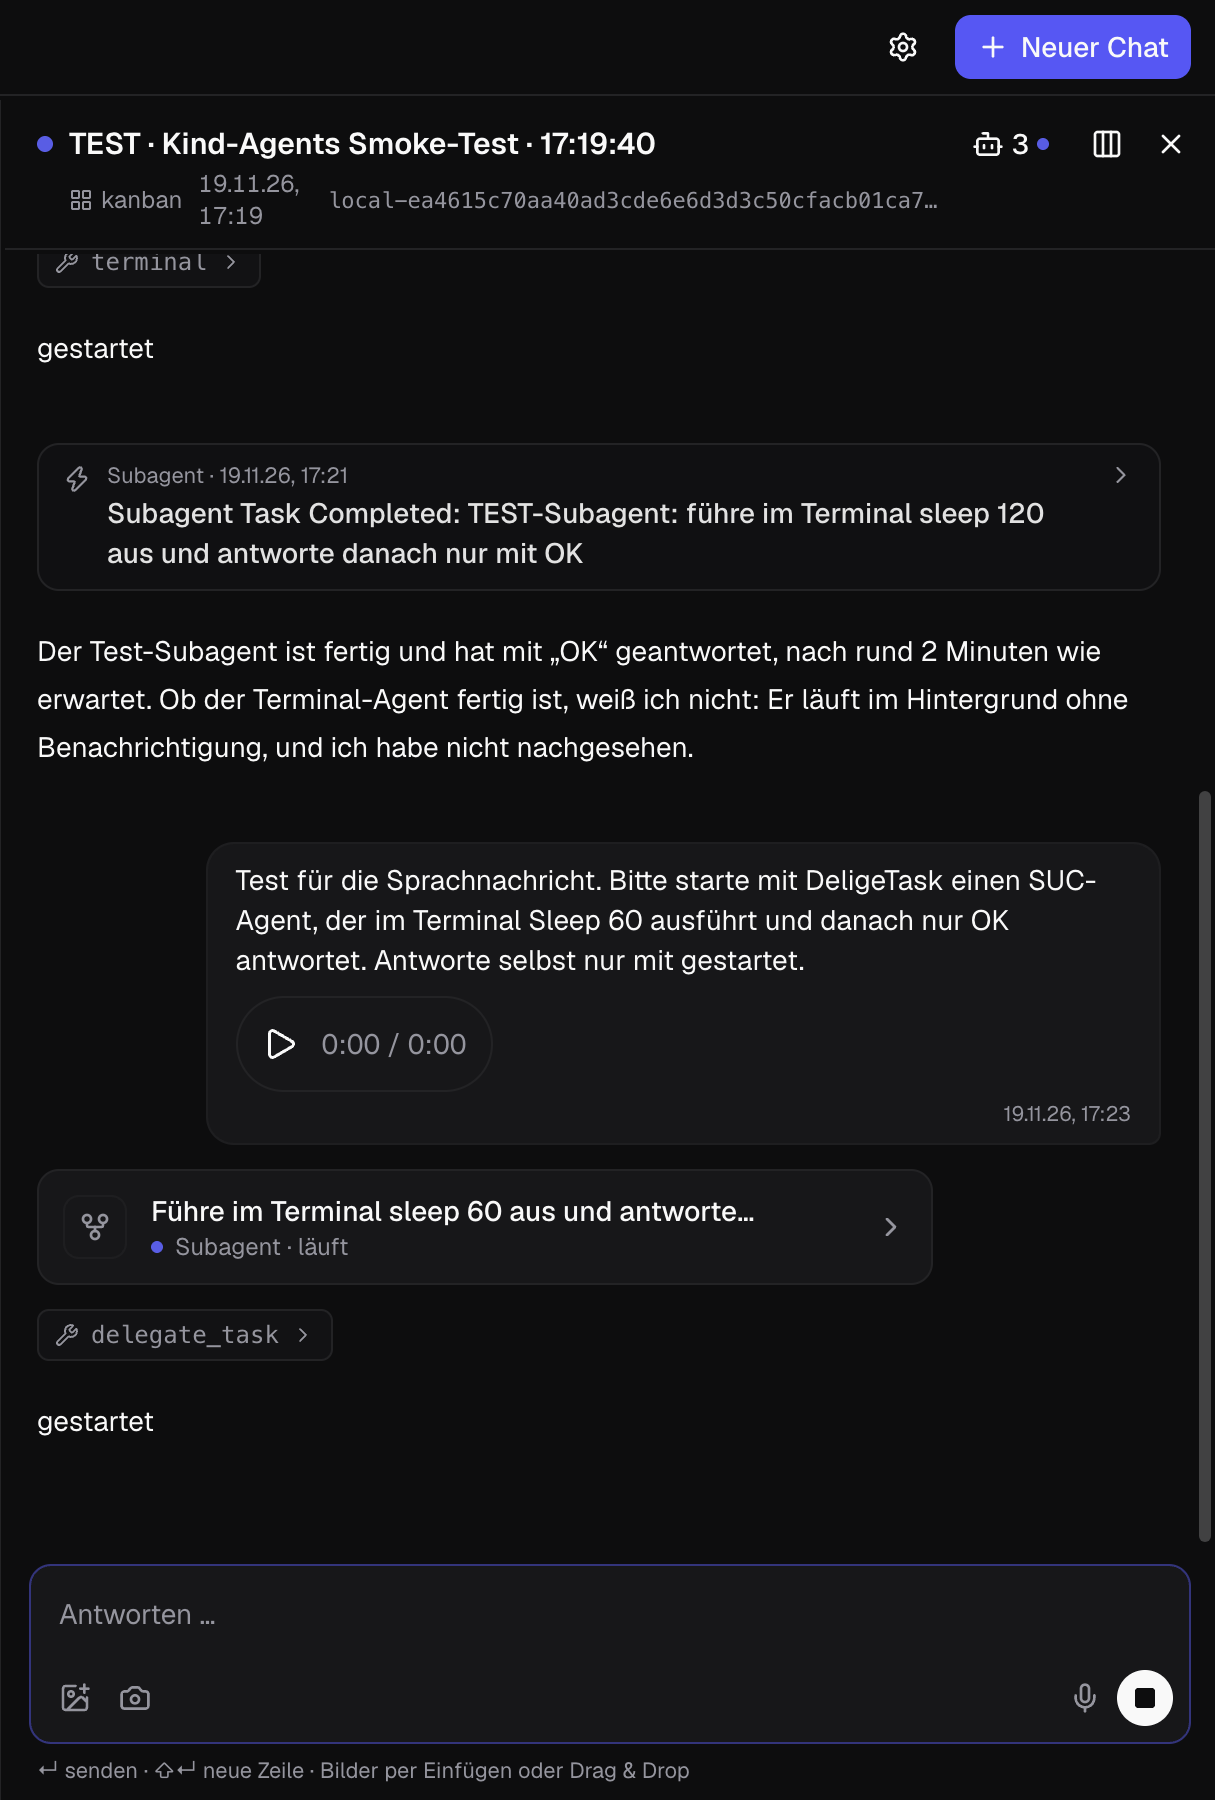 Neuer Chat
TEST · Kind-Agents Smoke-Test · 17:19:40
3
kanban
19.11.26,
17:19
local-ea4615c70aa40ad3cde6e6d3d3c50cfacb01ca7…
terminal
gestartet
Subagent · 19.11.26, 17:21
Subagent Task Completed: TEST-Subagent: führe im Terminal sleep 120
aus und antworte danach nur mit OK
Der Test-Subagent ist fertig und hat mit „OK“ geantwortet, nach rund 2 Minuten wie
erwartet. Ob der Terminal-Agent fertig ist, weiß ich nicht: Er läuft im Hintergrund ohne
Benachrichtigung, und ich habe nicht nachgesehen.
Test für die Sprachnachricht. Bitte starte mit DeligeTask einen SUC-
Agent, der im Terminal Sleep 60 ausführt und danach nur OK
antwortet. Antworte selbst nur mit gestartet.
0:00 / 0:00
19.11.26, 17:23
Führe im Terminal sleep 60 aus und antworte…
Subagent · läuft
delegate_task
gestartet
Antworten …
↵ senden · ⇧↵ neue Zeile · Bilder per Einfügen oder Drag & Drop